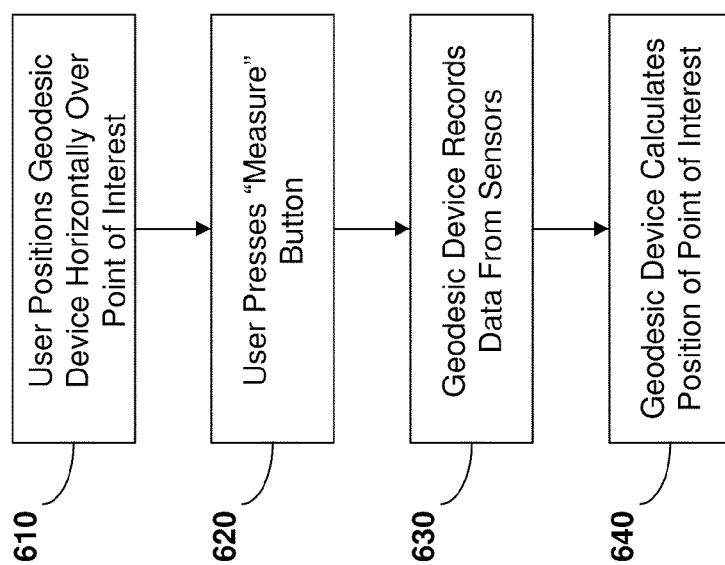 610
User Positions Geodesic
Device Horizontally Over
Point of Interest
620
User Presses “Measure”
Button
630
Geodesic Device Records
Data From Sensors
640
Geodesic Device Calculates
Position of Point of Interest